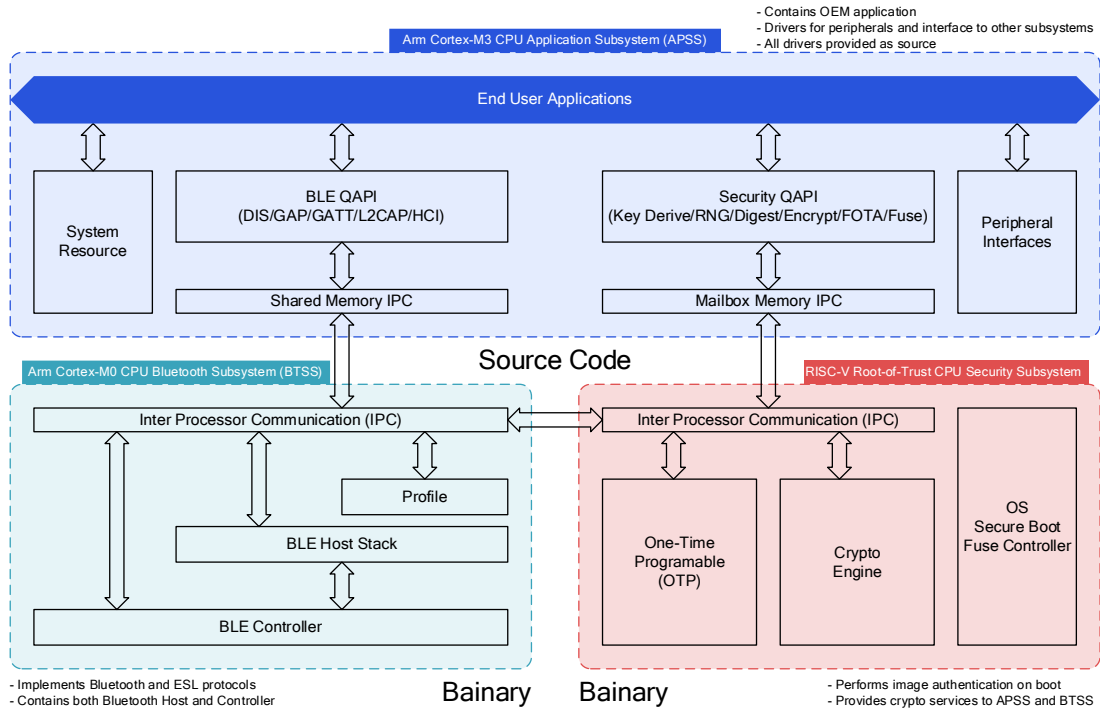 - Contains OEM application
- Drivers for peripherals and interface to other subsystems
- All drivers provided as source
Arm Cortex-M3 CPU Application Subsystem (APSS)
End User Applications
System
Resource
BLE QAPI
(DIS/GAP/GATT/L2CAP/HCI)
Security QAPI
(Key Derive/RNG/Digest/Encrypt/FOTA/Fuse)
Peripheral
Interfaces
Shared Memory IPC
Mailbox Memory IPC
Source Code
Arm Cortex-M0 CPU Bluetooth Subsystem (BTSS)
Inter Processor Communication (IPC)
Profile
BLE Host Stack
BLE Controller
- Implements Bluetooth and ESL protocols
- Contains both Bluetooth Host and Controller
Bainary
RISC-V Root-of-Trust CPU Security Subsystem
Inter Processor Communication (IPC)
One-Time
Programable
(OTP)
Crypto
Engine
OS
Secure Boot
Fuse Controller
Bainary
- Performs image authentication on boot
- Provides crypto services to APSS and BTSS